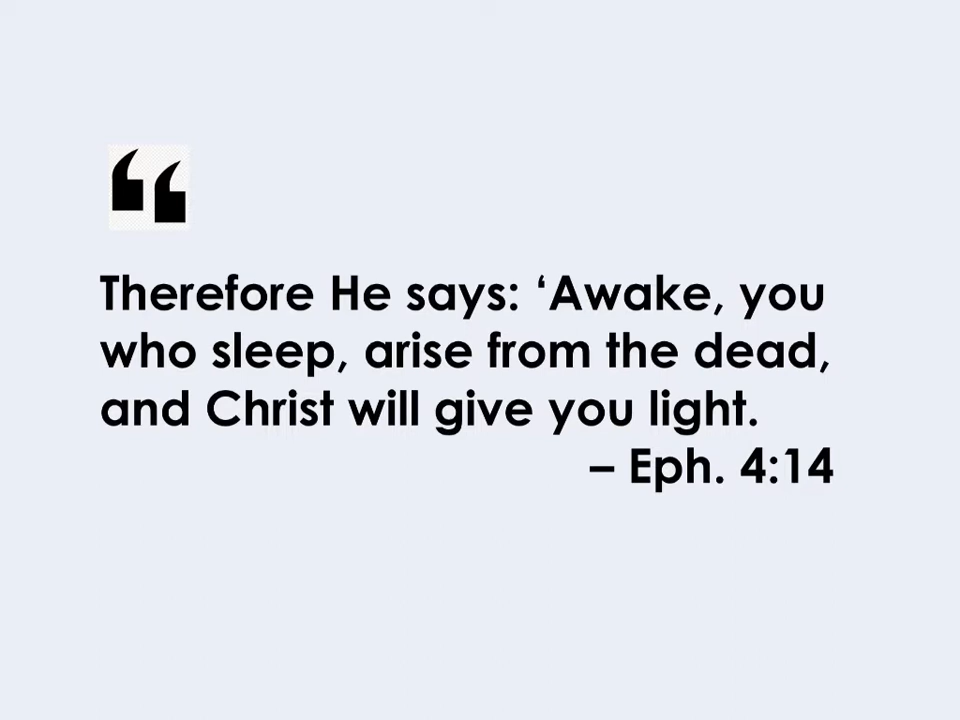 ❝
Therefore He says: ‘Awake, you
who sleep, arise from the dead,
and Christ will give you light.
– Eph. 4:14